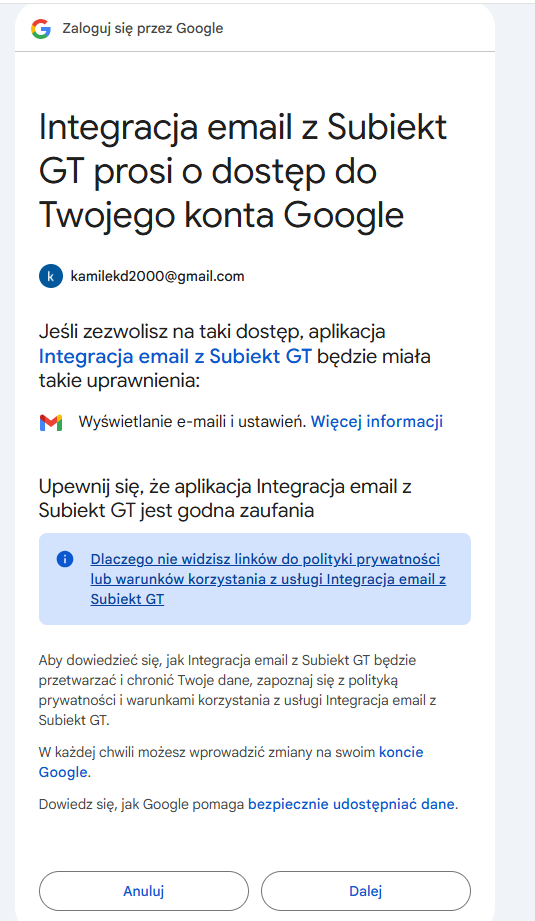 Zaloguj się przez Google
Integracja email z Subiekt
GT prosi o dostęp do
Twojego konta Google
k kamilekd2000@gmail.com
Jeśli zezwolisz na taki dostęp, aplikacja
Integracja email z Subiekt GT będzie miała
takie uprawnienia:
Wyświetlanie e-maili i ustawień. Więcej informacji
Upewnij się, że aplikacja Integracja email z
Subiekt GT jest godna zaufania
Dlaczego nie widzisz linków do polityki prywatności
lub warunków korzystania z usługi Integracja email z
Subiekt GT
Aby dowiedzieć się, jak Integracja email z Subiekt GT będzie
przetwarzać i chronić Twoje dane, zapoznaj się z polityką
prywatności i warunkami korzystania z usługi Integracja email z
Subiekt GT.
W każdej chwili możesz wprowadzić zmiany na swoim koncie
Google.
Dowiedz się, jak Google pomaga bezpiecznie udostępniać dane.
Anuluj Dalej